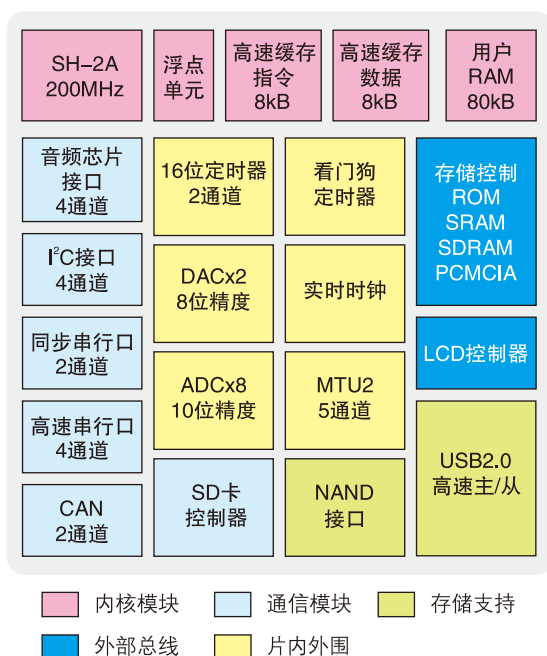 SH-2A
200MHz
浮点
单元
高速缓存
指令
8kB
高速缓存
数据
8kB
用户
RAM
80kB
音频芯片
接口
4通道
16位定时器
2通道
看门狗
定时器
存储控制
ROM
SRAM
SDRAM
PCMCIA
I²C接口
4通道
DACx2
8位精度
实时时钟
同步串行口
2通道
LCD控制器
ADCx8
10位精度
MTU2
5通道
高速串行口
4通道
USB2.0
高速主/从
SD卡
控制器
NAND
接口
CAN
2通道
内核模块
通信模块
存储支持
外部总线
片内外围